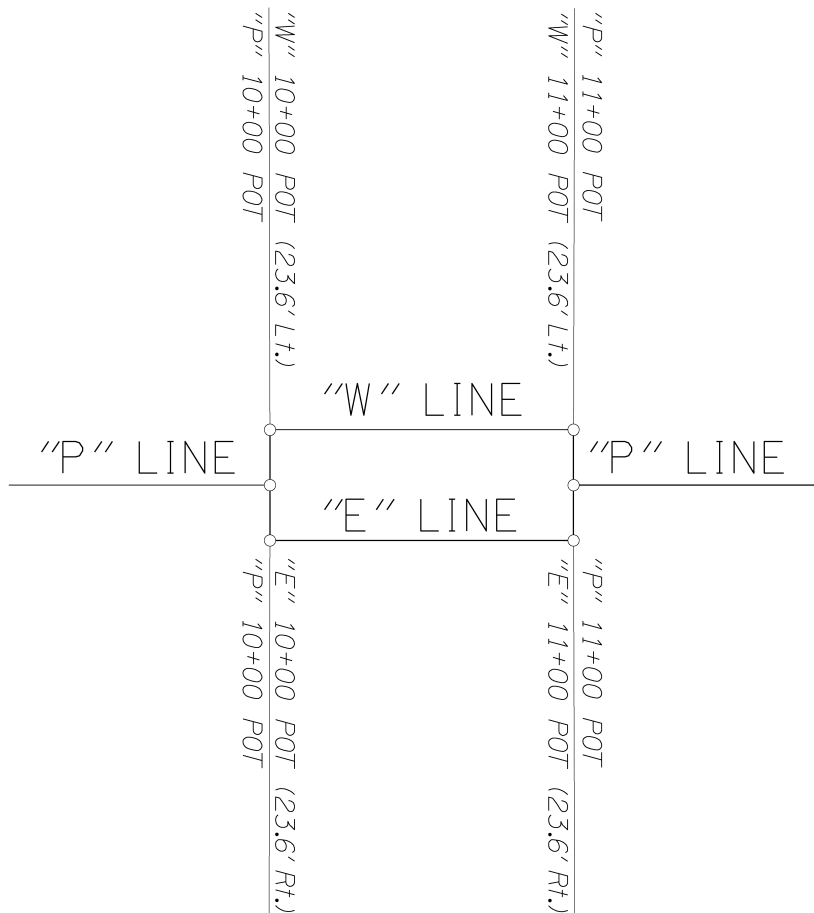 "W" 10+00 POT (23.6' Lt.)
"P" 10+00 POT
"P" 11+00 POT
"W" 11+00 POT (23.6' Lt.)
"W" LINE
"P" LINE
"P" LINE
"E" LINE
"E" 10+00 POT (23.6' Rt.)
"P" 10+00 POT
"P" 11+00 POT
"E" 11+00 POT (23.6' Rt.)